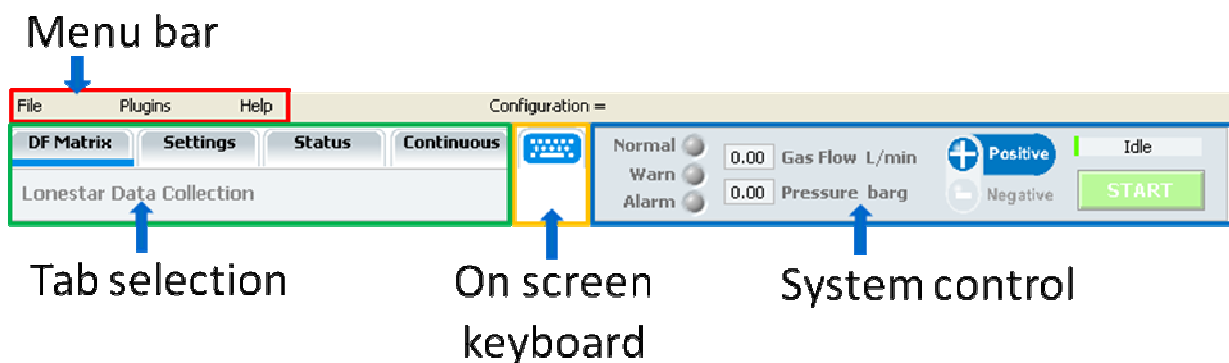 Menu bar
File Plugins Help Configuration =
DF Matrix Settings Status Continuous
Lonestar Data Collection
Normal
Warn
Alarm
0.00 Gas Flow L/min
0.00 Pressure barg
Positive
Negative
Idle
START
Tab selection
On screen
keyboard
System control